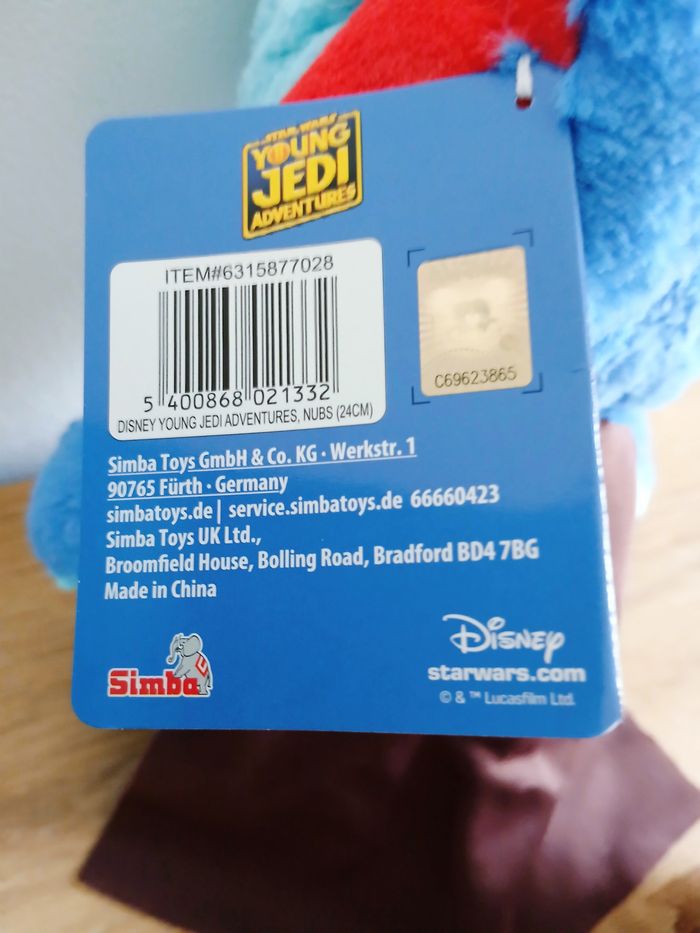 STAR WARS
YOUNG
JEDI
ADVENTURES
ITEM#6315877028
5 400868 021332
DISNEY YOUNG JEDI ADVENTURES, NUBS (24CM)
C69623865
Simba Toys GmbH & Co. KG · Werkstr. 1
90765 Fürth · Germany
simbatoys.de | service.simbatoys.de 66660423
Simba Toys UK Ltd.,
Broomfield House, Bolling Road, Bradford BD4 7BG
Made in China
Simba
Disney
starwars.com
© & ™ Lucasfilm Ltd.